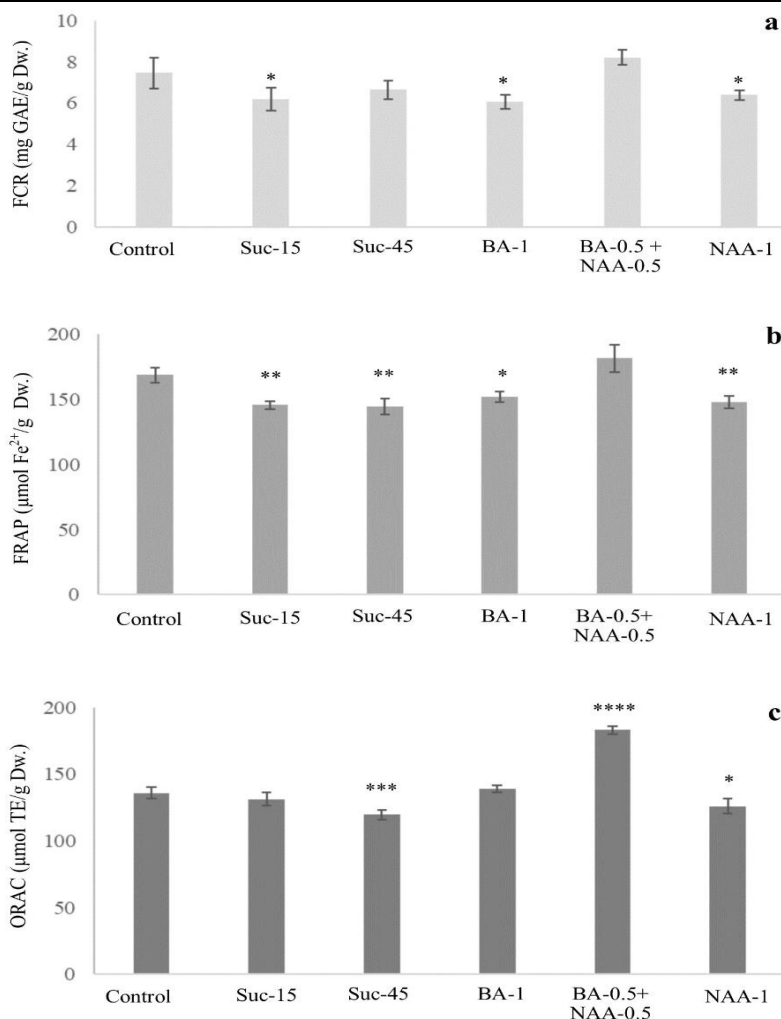 a
10
8
6
4
2
0
FCR (mg GAE/g Dw.)
* * *
Control Suc-15 Suc-45 BA-1 BA-0.5 + NAA-1
NAA-0.5
b
200
150
100
50
0
FRAP (µmol Fe²⁺/g Dw.)
** ** * **
Control Suc-15 Suc-45 BA-1 BA-0.5+ NAA-1
NAA-0.5
c
200
150
100
50
0
ORAC (µmol TE/g Dw.)
*** **** *
Control Suc-15 Suc-45 BA-1 BA-0.5+ NAA-1
NAA-0.5